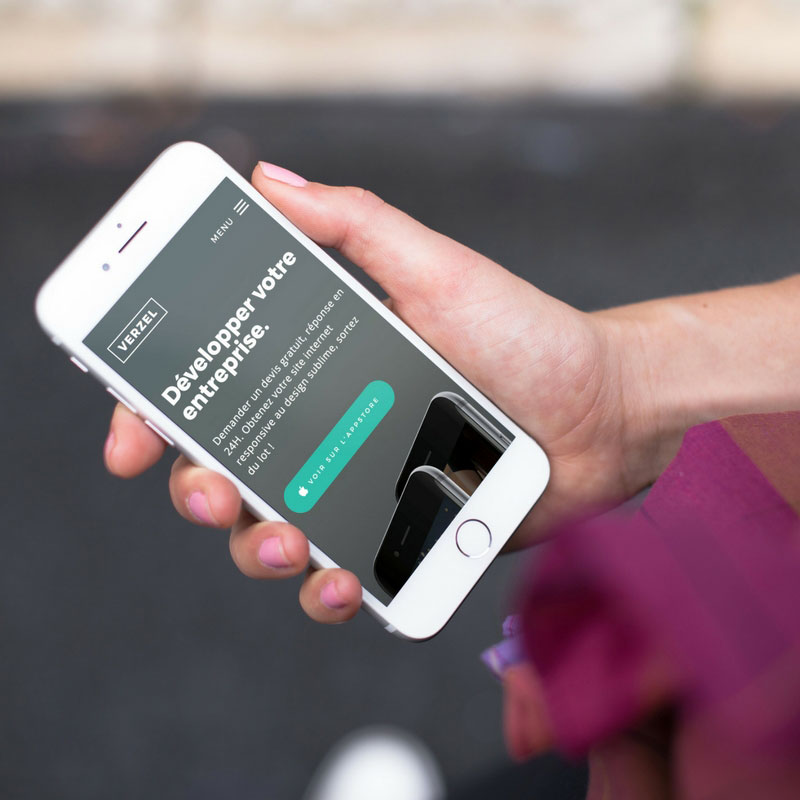 MENU
VERZEL
Développer votre
entreprise.
Demander un devis gratuit, réponse en
24H. Obtenez votre site internet
responsive au design sublime, sortez
du lot !
VOIR SUR L'APPSTORE